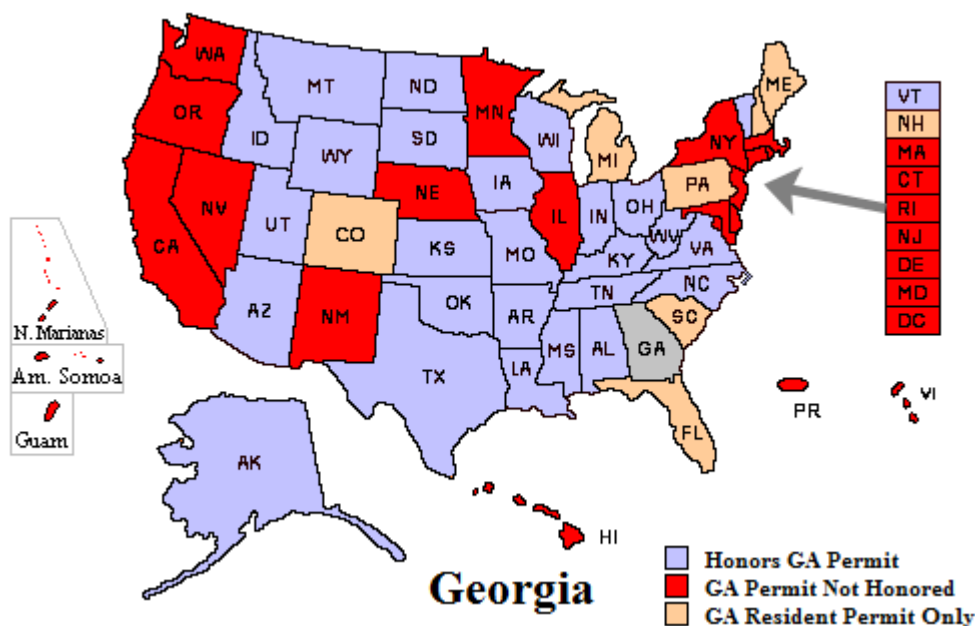 WA
MT
ND
MN
ME
VT
NH
MA
CT
RI
NJ
DE
MD
DC
OR
ID
WY
SD
WI
MI
NY
PA
NV
UT
CO
NE
IA
IL
IN
OH
WV
VA
CA
KS
MO
KY
NC
AZ
NM
OK
AR
TN
SC
TX
LA
MS
AL
GA
FL
N. Marianas
Am. Somoa
Guam
AK
HI
PR
VI
Georgia
Honors GA Permit
GA Permit Not Honored
GA Resident Permit Only